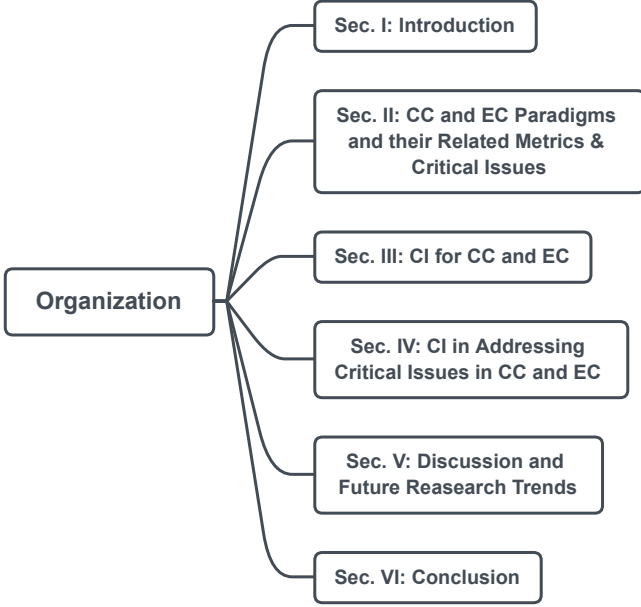 Sec. I: Introduction
Sec. II: CC and EC Paradigms
and their Related Metrics &
Critical Issues
Sec. III: CI for CC and EC
Organization
Sec. IV: CI in Addressing
Critical Issues in CC and EC
Sec. V: Discussion and
Future Reasearch Trends
Sec. VI: Conclusion